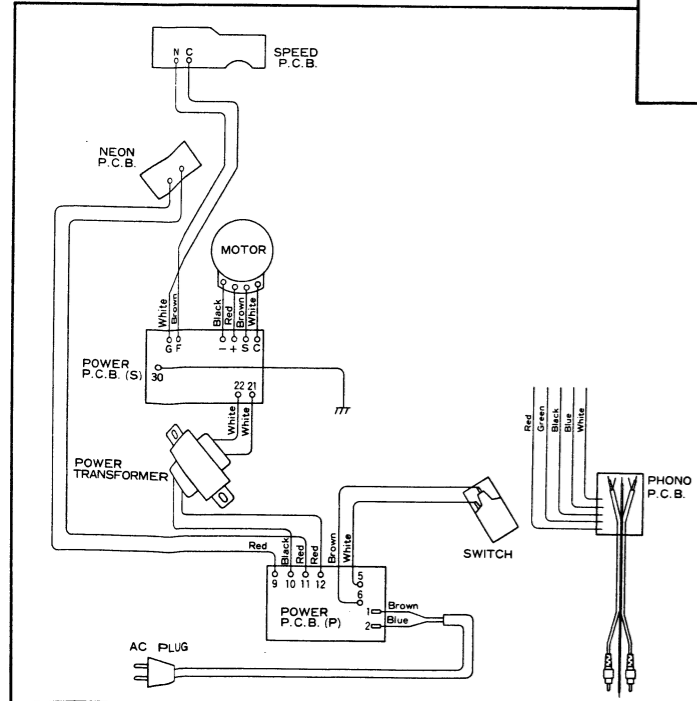 N C
SPEED
P.C.B.
NEON
P.C.B.
MOTOR
White
Brown
Black
Red
Brown
White
G F - + S C
POWER
P.C.B. (S)
30
22 21
White
White
POWER
TRANSFORMER
Red
Black
Red
Red
Brown
White
SWITCH
9 10 11 12
5
6
POWER
P.C.B. (P)
1
Brown
2
Blue
AC PLUG
Red
Green
Black
Blue
White
PHONO
P.C.B.